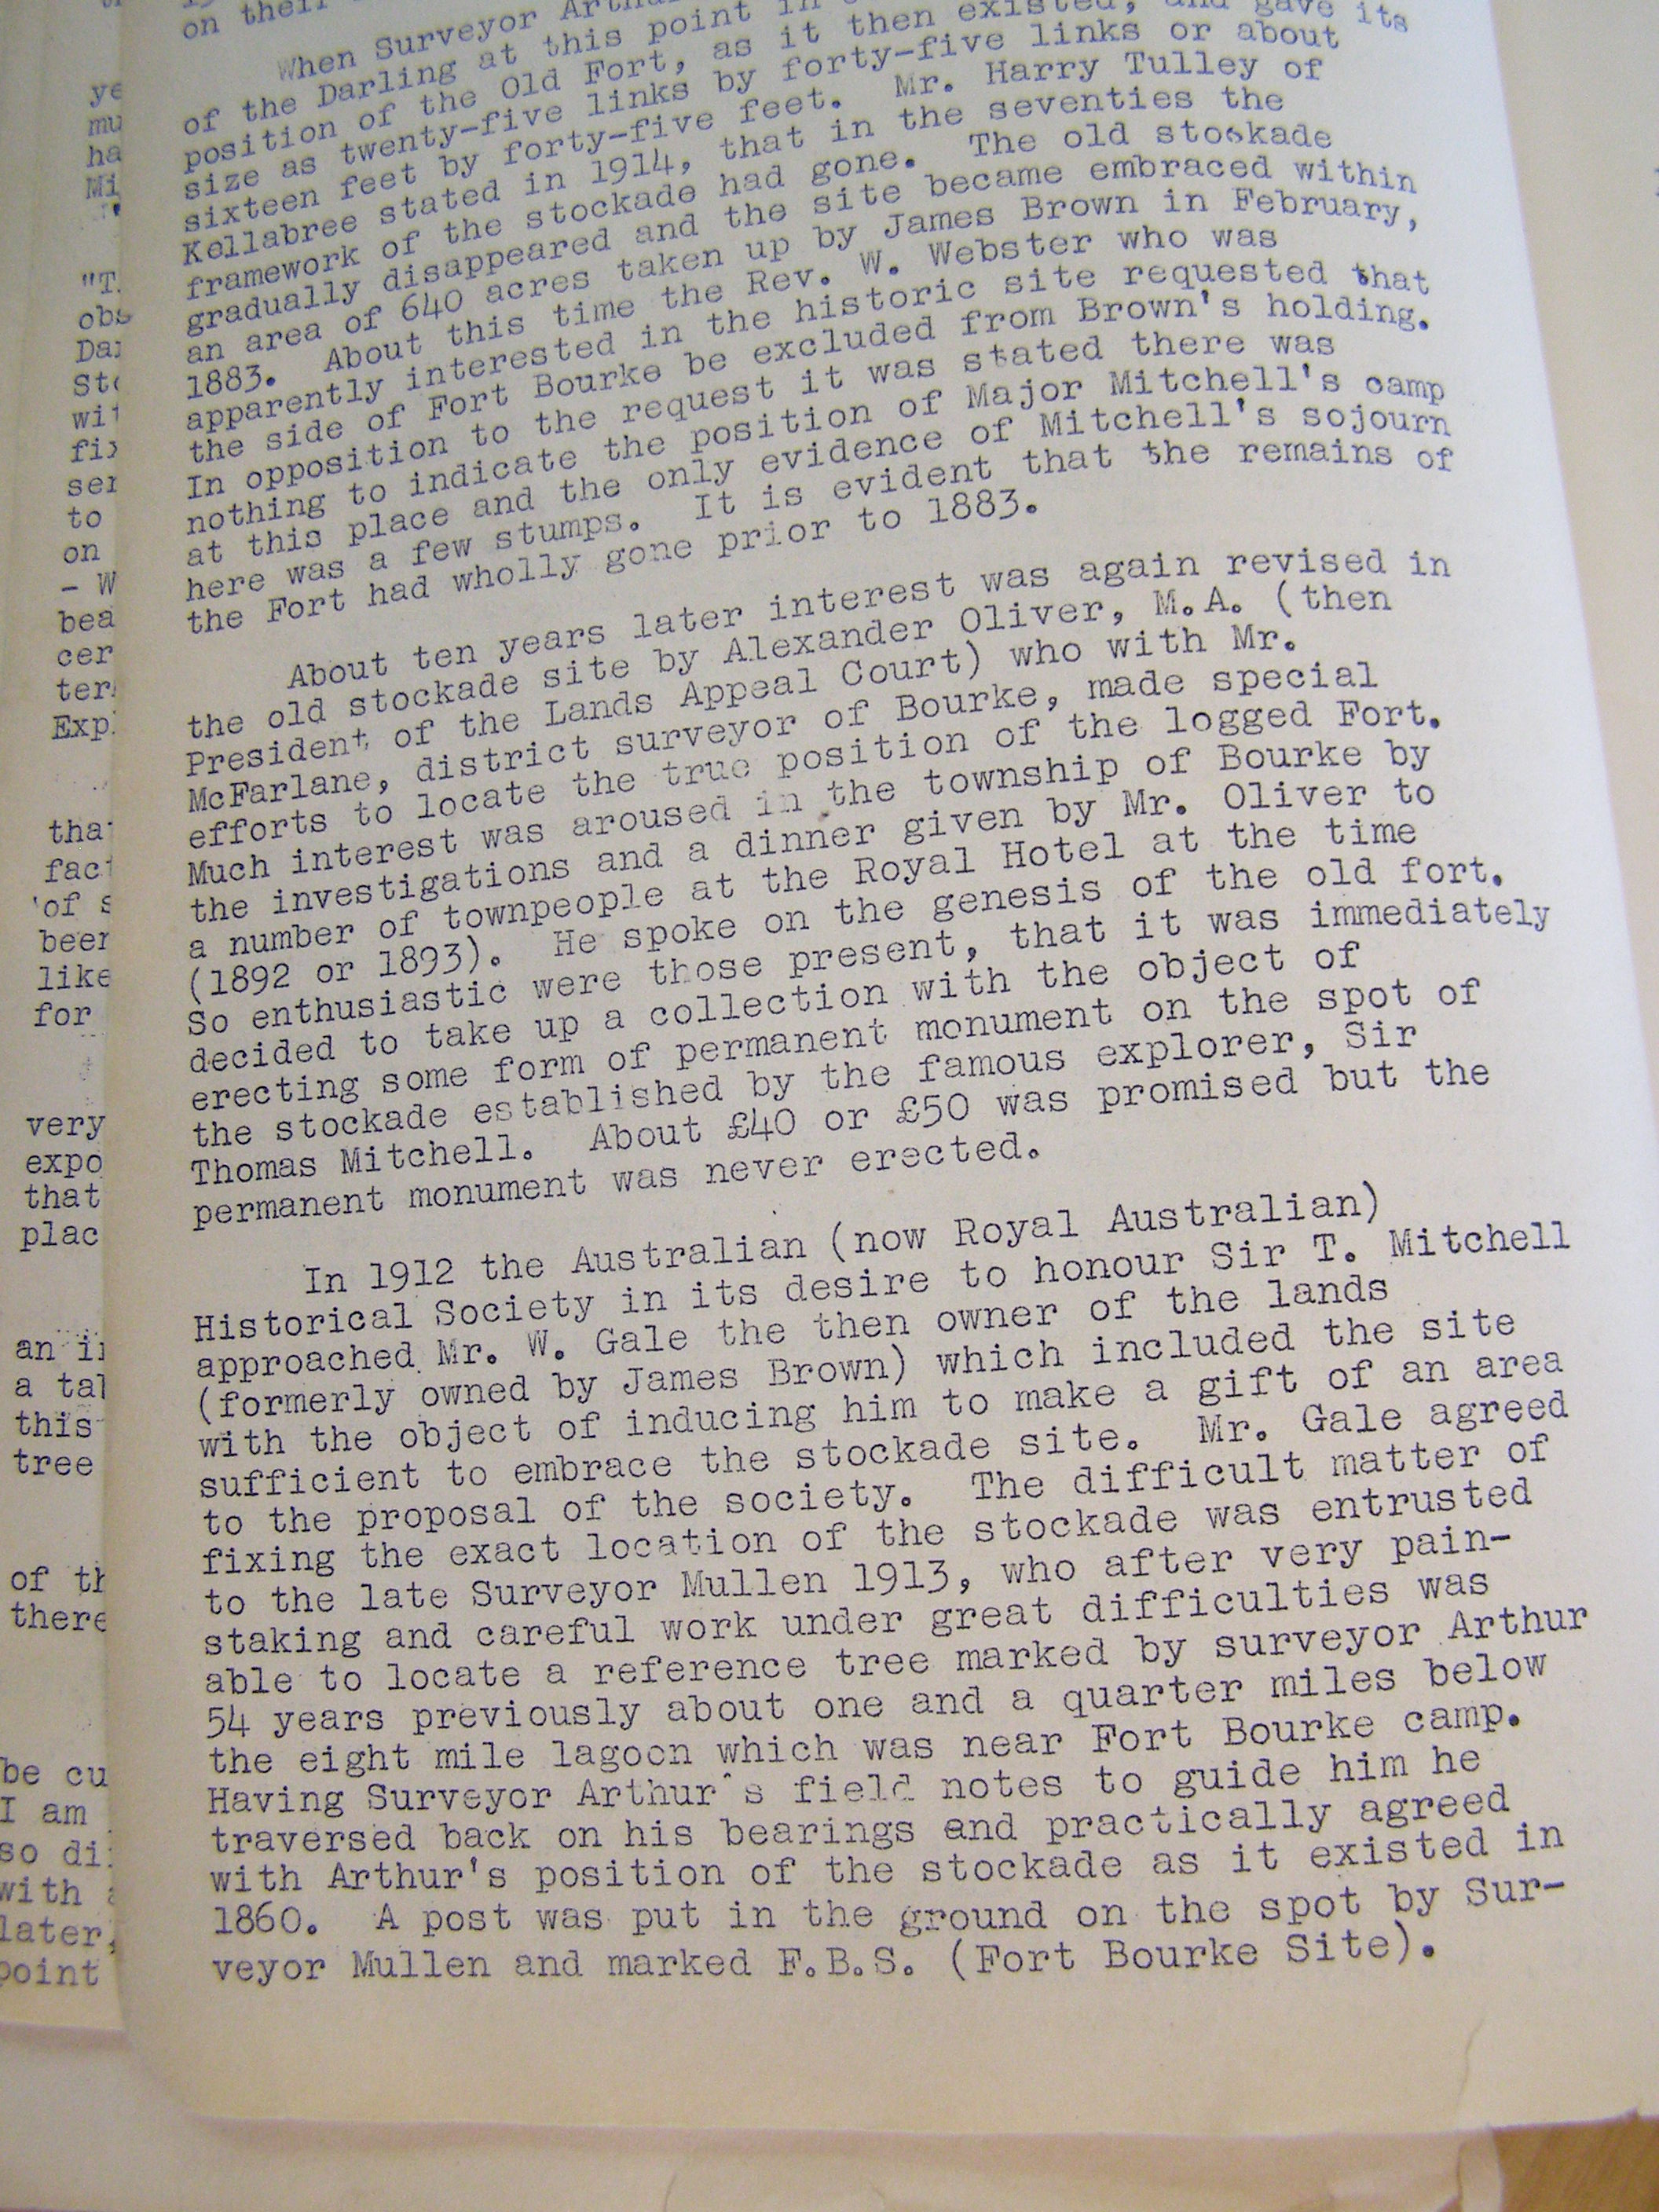 on their
When Surveyor
of the Darling at this point in
position of the Old Fort, as it then existed, and gave its
size as twenty-five links by forty-five links or about
sixteen feet by forty-five feet. Mr. Harry Tulley of
Kellabree stated in 1914, that in the seventies the
framework of the stockade had gone. The old stockade
gradually disappeared and the site became embraced within
an area of 640 acres taken up by James Brown in February,
1883. About this time the Rev. W. Webster who was
apparently interested in the historic site requested that
the side of Fort Bourke be excluded from Brown's holding.
In opposition to the request it was stated there was
nothing to indicate the position of Major Mitchell's camp
at this place and the only evidence of Mitchell's sojourn
here was a few stumps. It is evident that the remains of
the Fort had wholly gone prior to 1883.
About ten years later interest was again revised in
the old stockade site by Alexander Oliver, M.A. (then
President of the Lands Appeal Court) who with Mr.
McFarlane, district surveyor of Bourke, made special
efforts to locate the true position of the logged Fort.
Much interest was aroused in the township of Bourke by
the investigations and a dinner given by Mr. Oliver to
a number of townpeople at the Royal Hotel at the time
(1892 or 1893). He spoke on the genesis of the old fort.
So enthusiastic were those present, that it was immediately
decided to take up a collection with the object of
erecting some form of permanent monument on the spot of
the stockade established by the famous explorer, Sir
Thomas Mitchell. About £40 or £50 was promised but the
permanent monument was never erected.
In 1912 the Australian (now Royal Australian)
Historical Society in its desire to honour Sir T. Mitchell
approached Mr. W. Gale the then owner of the lands
(formerly owned by James Brown) which included the site
with the object of inducing him to make a gift of an area
sufficient to embrace the stockade site. Mr. Gale agreed
to the proposal of the society. The difficult matter of
fixing the exact location of the stockade was entrusted
to the late Surveyor Mullen 1913, who after very pain-
staking and careful work under great difficulties was
able to locate a reference tree marked by surveyor Arthur
54 years previously about one and a quarter miles below
the eight mile lagoon which was near Fort Bourke camp.
Having Surveyor Arthur's field notes to guide him he
traversed back on his bearings and practically agreed
with Arthur's position of the stockade as it existed in
1860. A post was put in the ground on the spot by Sur-
veyor Mullen and marked F.B.S. (Fort Bourke Site).